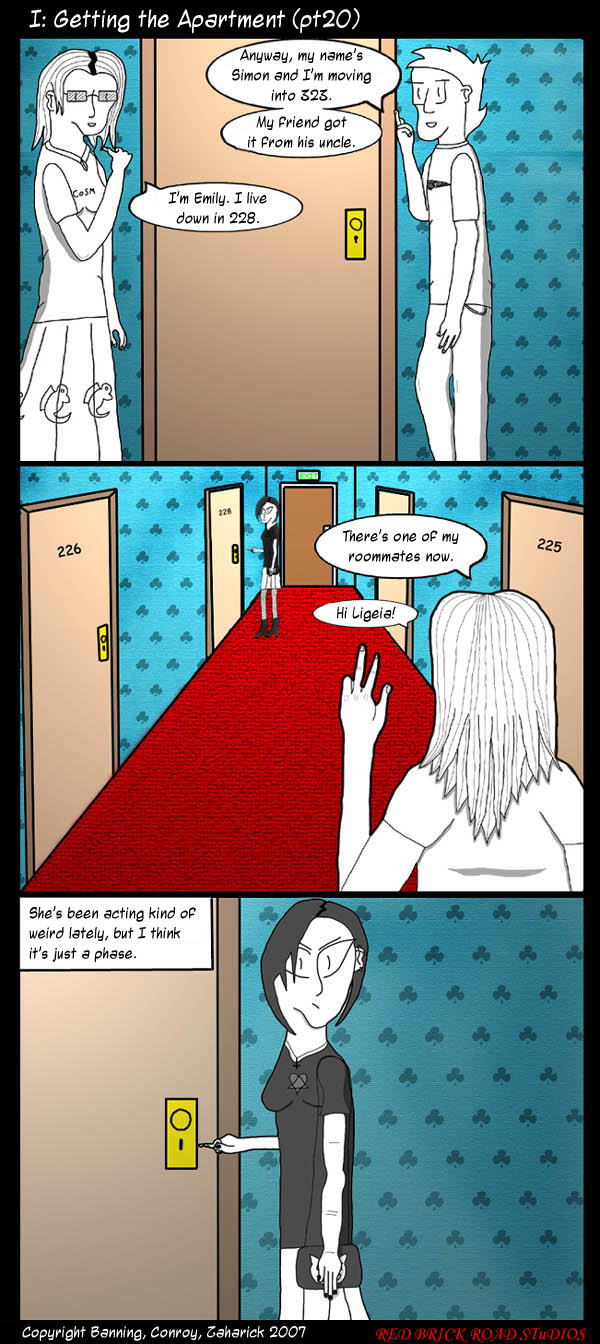 I: Getting the Apartment (pt20)
Anyway, my name's
Simon and I'm moving
into 323.
My friend got
it from his uncle.
I'm Emily. I live
down in 228.
COSM
EXIT
228
226
225
There's one of my
roommates now.
Hi Ligeia!
She's been acting kind of
weird lately, but I think
it's just a phase.
Copyright Banning, Conroy, Zaharick 2007
RED BRICK ROAD STuDIOS